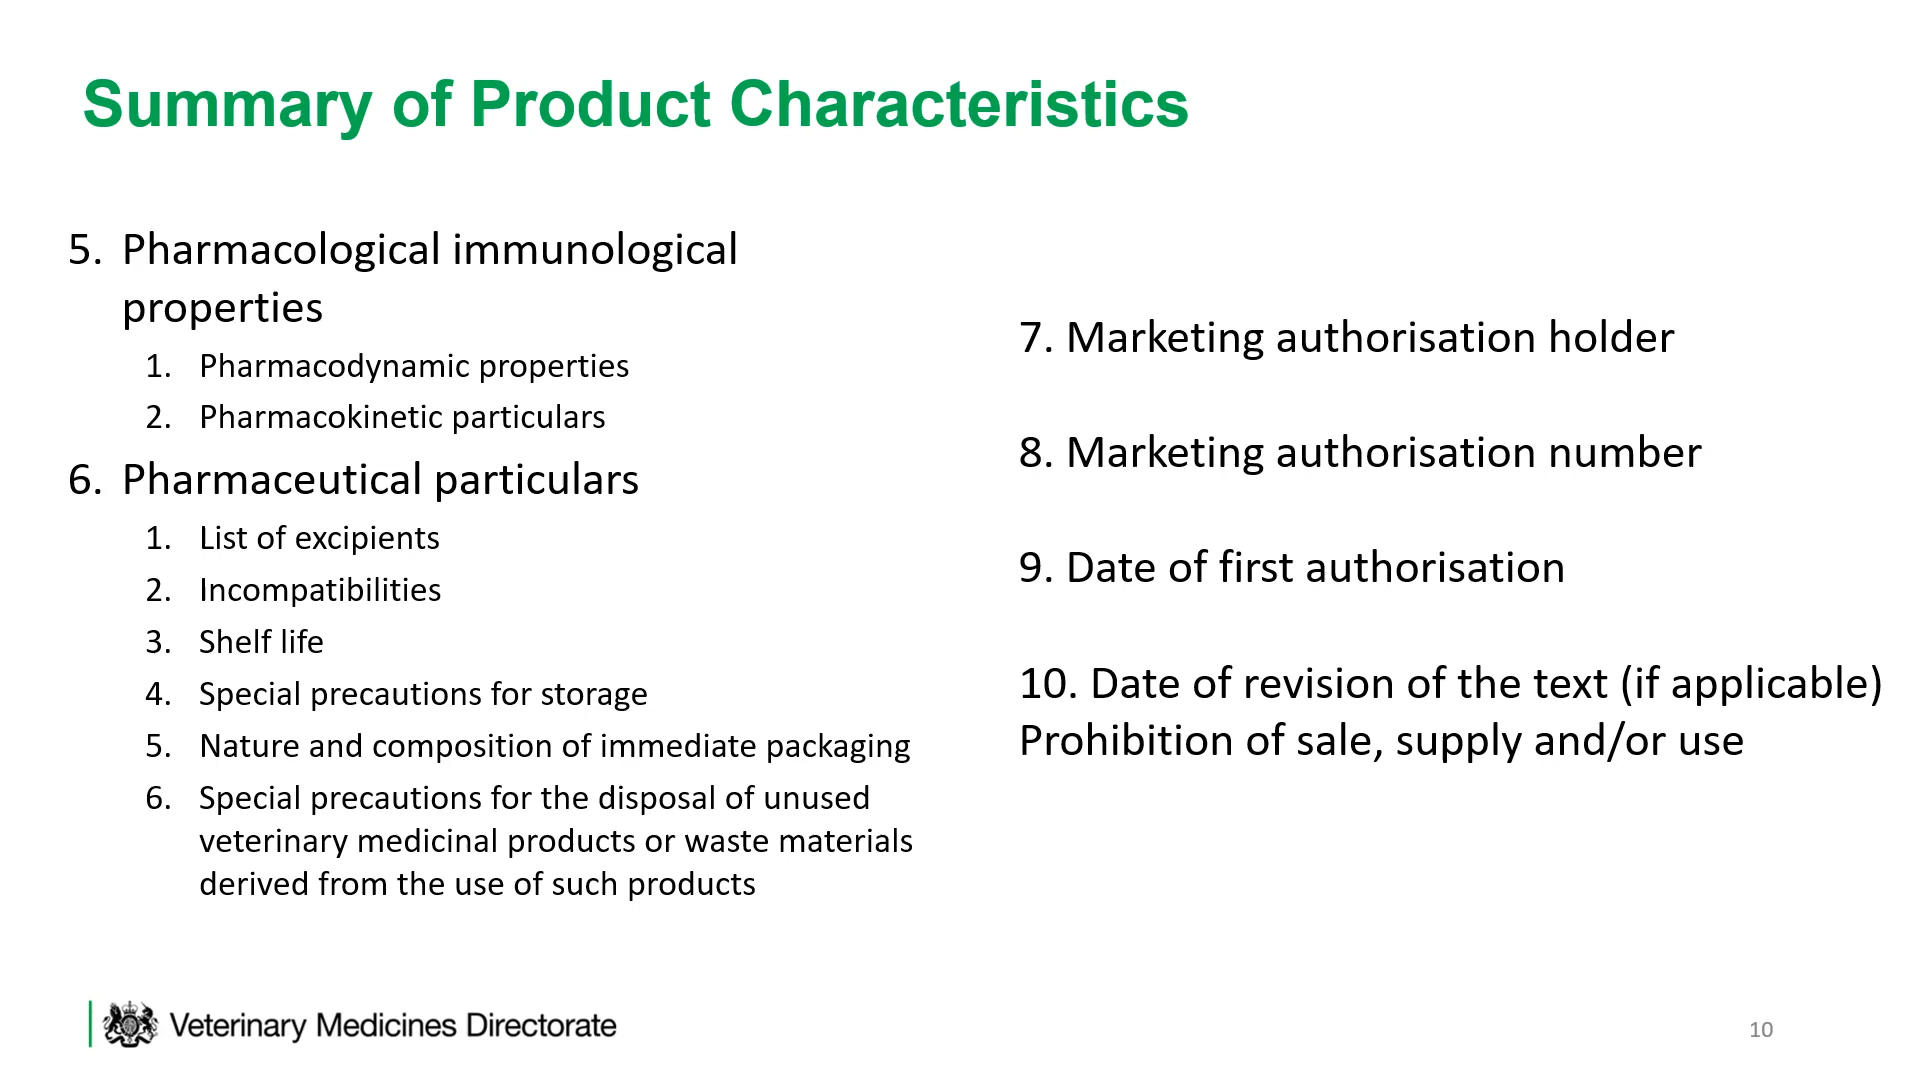 Summary of Product Characteristics
5. Pharmacological immunological
properties
1. Pharmacodynamic properties
2. Pharmacokinetic particulars
6. Pharmaceutical particulars
1. List of excipients
2. Incompatibilities
3. Shelf life
4. Special precautions for storage
5. Nature and composition of immediate packaging
6. Special precautions for the disposal of unused
veterinary medicinal products or waste materials
derived from the use of such products
7. Marketing authorisation holder
8. Marketing authorisation number
9. Date of first authorisation
10. Date of revision of the text (if applicable)
Prohibition of sale, supply and/or use
Veterinary Medicines Directorate
10